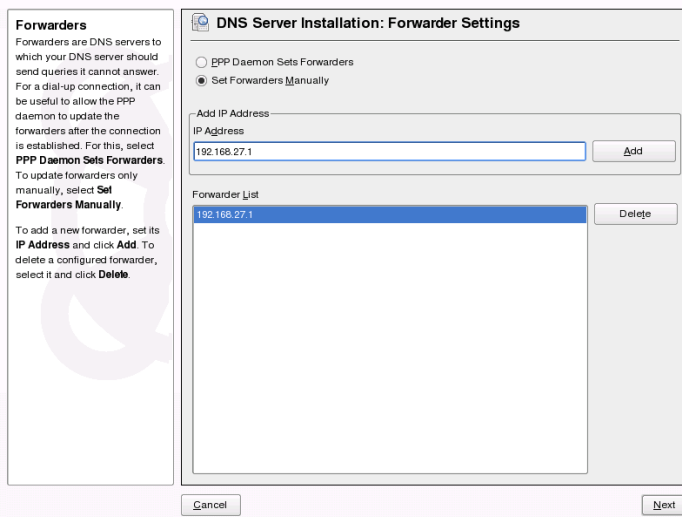 Forwarders
Forwarders are DNS servers to
which your DNS server should
send queries it cannot answer.
For a dial-up connection, it can
be useful to allow the PPP
daemon to update the
forwarders after the connection
is established. For this, select
PPP Daemon Sets Forwarders.
To update forwarders only
manually, select Set
Forwarders Manually.
To add a new forwarder, set its
IP Address and click Add. To
delete a configured forwarder,
select it and click Delete.
DNS Server Installation: Forwarder Settings
PPP Daemon Sets Forwarders
Set Forwarders Manually
Add IP Address
IP Address
192.168.27.1
Add
Forwarder List
192.168.27.1
Delete
Cancel
Next